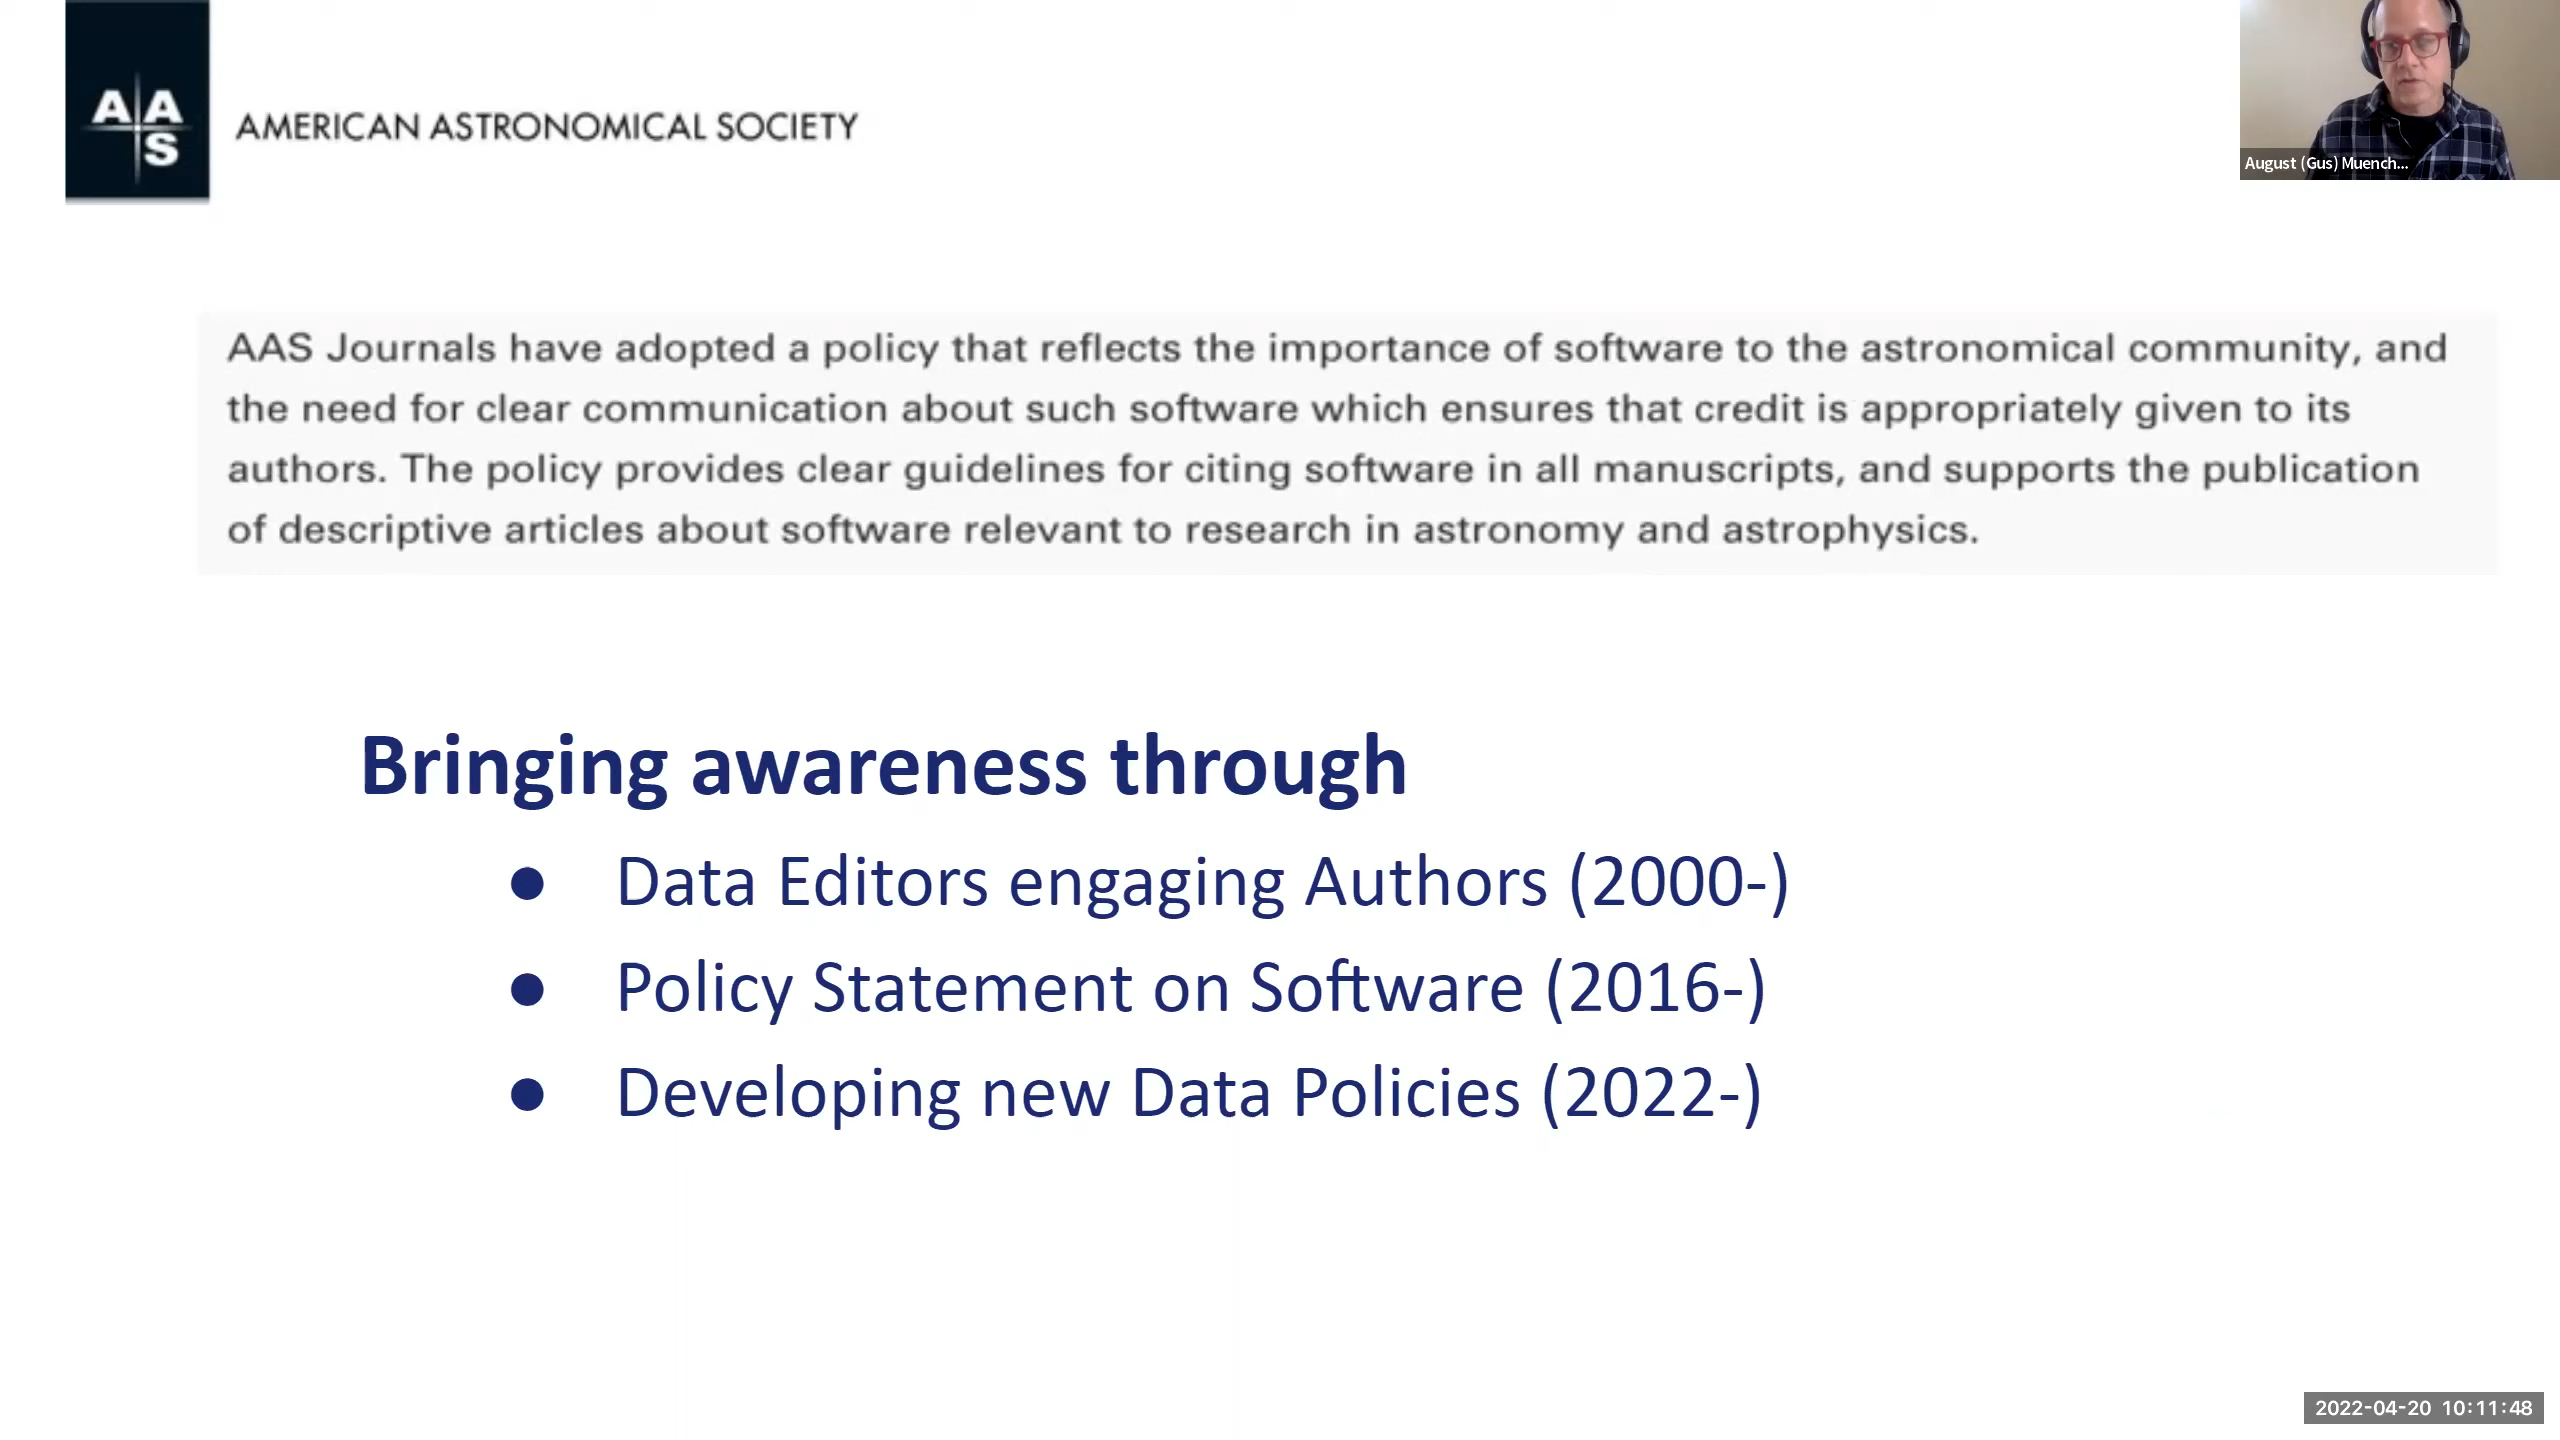 AAS
AMERICAN ASTRONOMICAL SOCIETY
August (Gus) Muench...
AAS Journals have adopted a policy that reflects the importance of software to the astronomical community, and
the need for clear communication about such software which ensures that credit is appropriately given to its
authors. The policy provides clear guidelines for citing software in all manuscripts, and supports the publication
of descriptive articles about software relevant to research in astronomy and astrophysics.
Bringing awareness through
● Data Editors engaging Authors (2000-)
● Policy Statement on Software (2016-)
● Developing new Data Policies (2022-)
2022-04-20 10:11:48